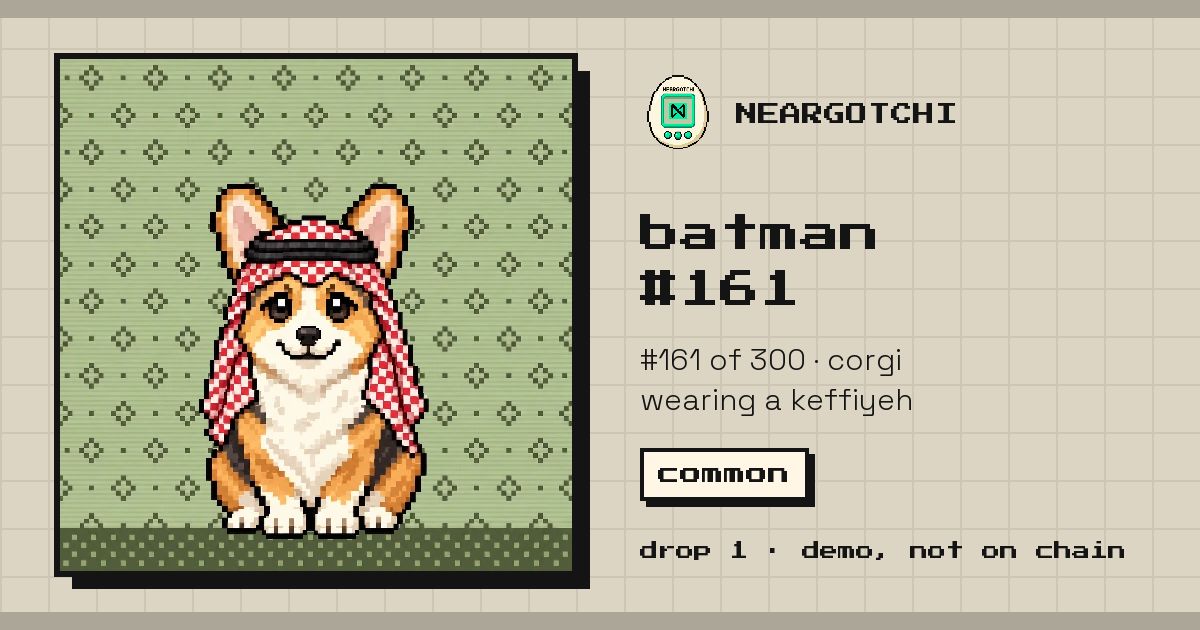 NEARGOTCHI
NEARGOTCHI
batman
#161
#161 of 300 · corgi
wearing a keffiyeh
common
drop 1 · demo, not on chain